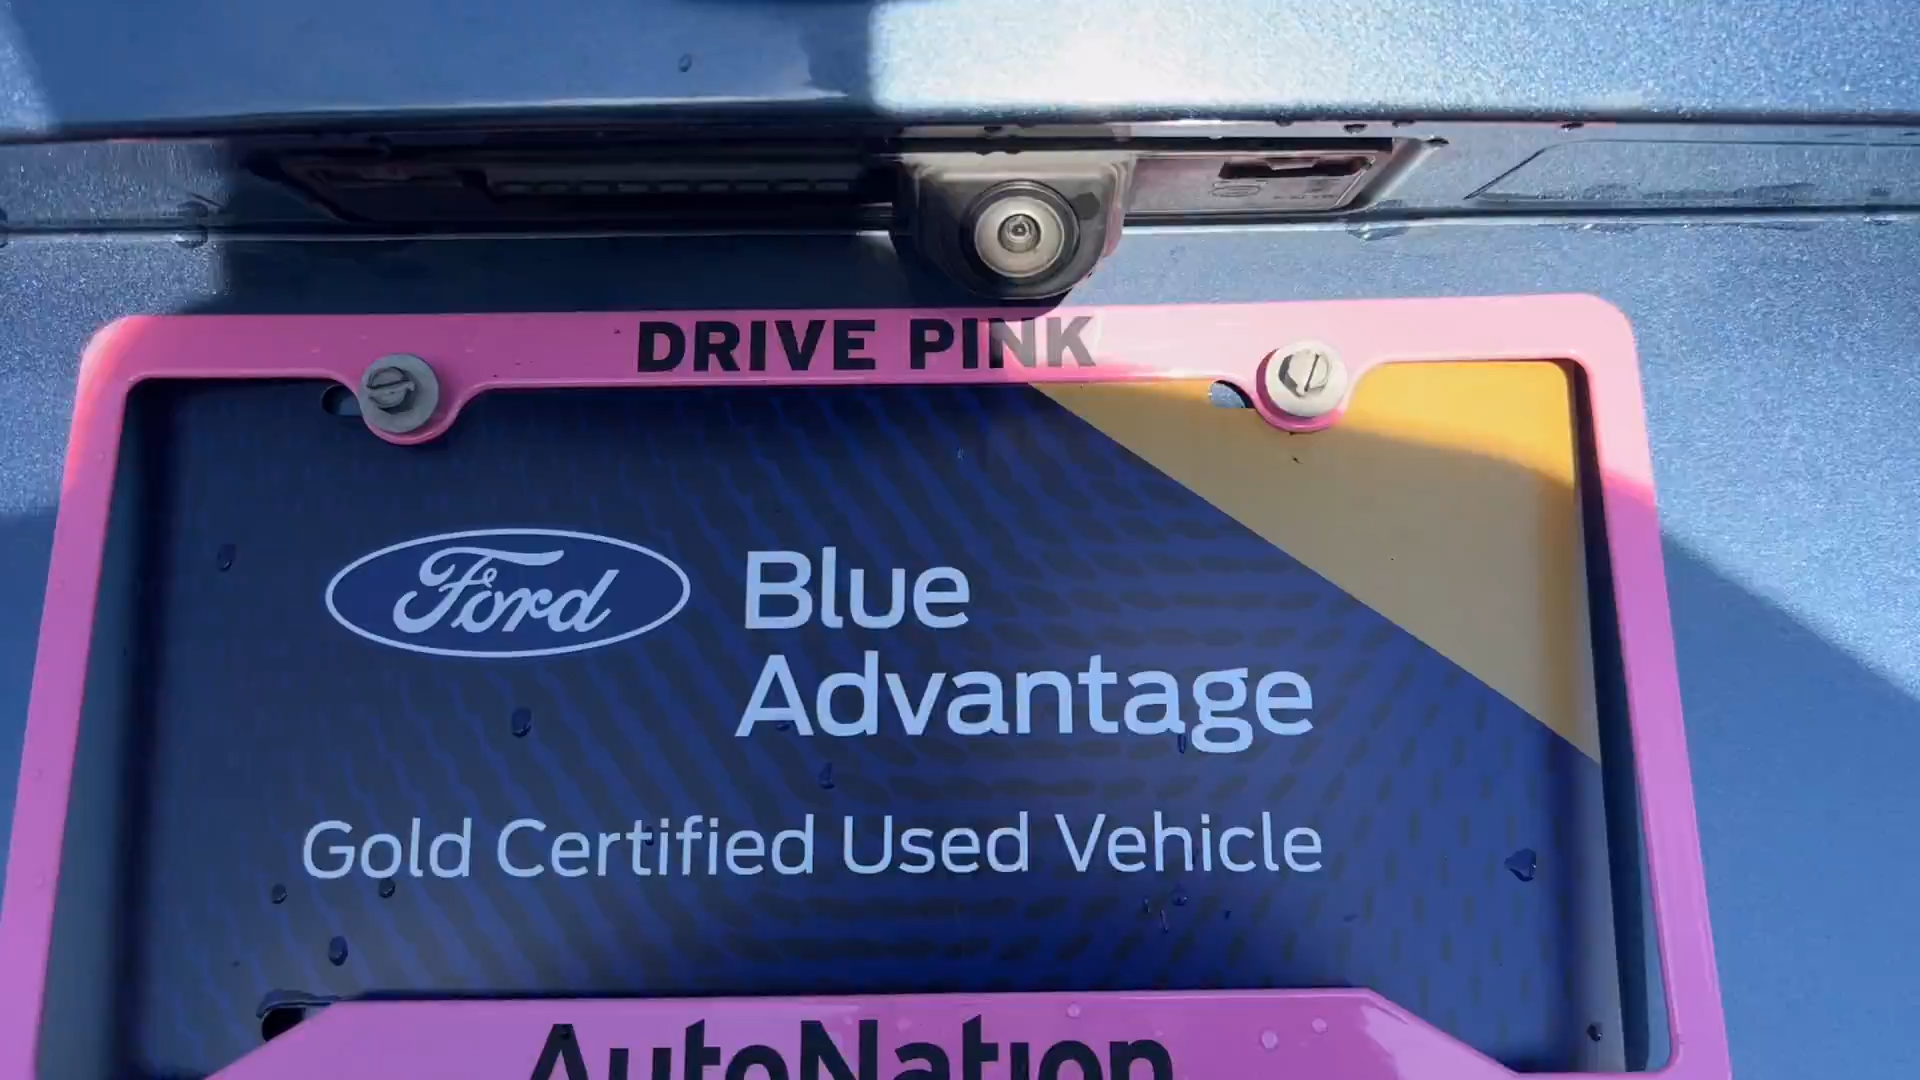 DRIVE PINK
Ford
Blue
Advantage
Gold Certified Used Vehicle
AutoNation